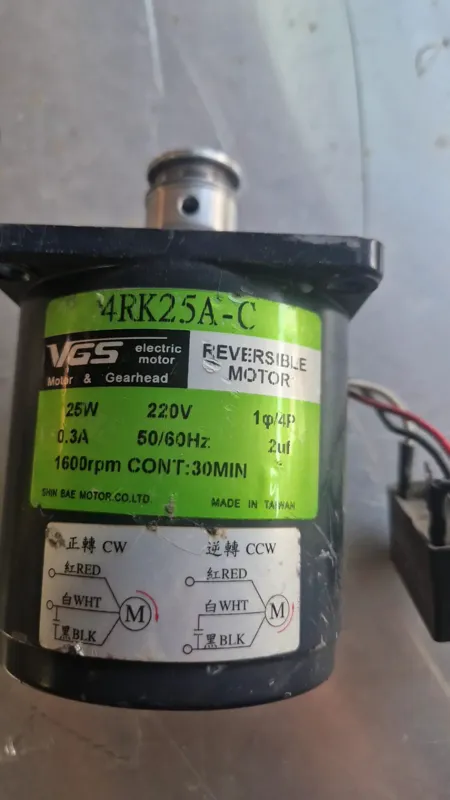 4RK25A-C
VGS electric motor
Motor & Gearhead
REVERSIBLE
MOTOR
25W 220V 1φ/4P
0.3A 50/60Hz 2uf
1600rpm CONT:30MIN
SHIN BAE MOTOR.CO.LTD. MADE IN TAIWAN
正轉 CW 逆轉 CCW
紅RED 紅RED
白WHT M 白WHT M
黑BLK 黑BLK